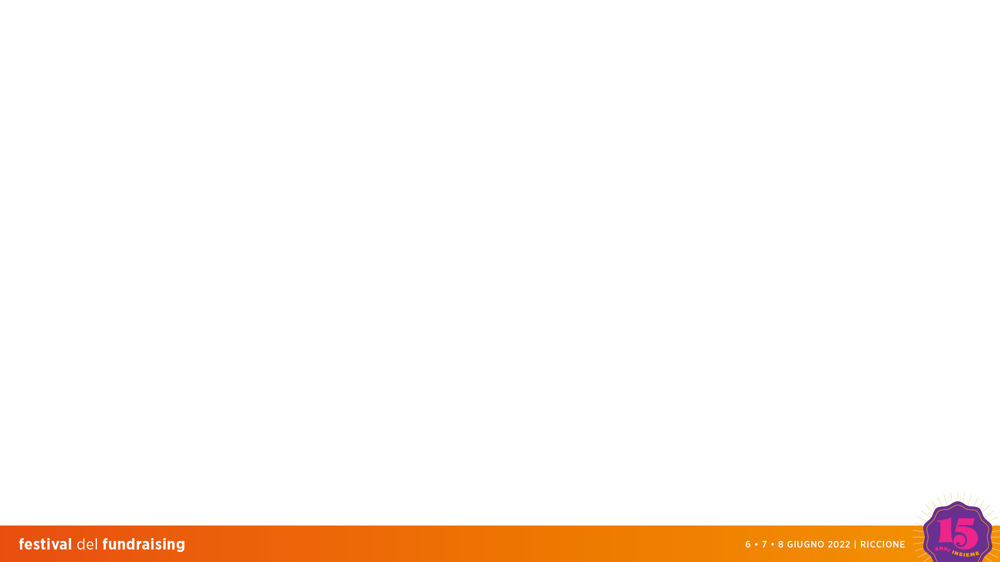 festival del fundraising
6 • 7 • 8 GIUGNO 2022 | RICCIONE
15
ANNI INSIEME